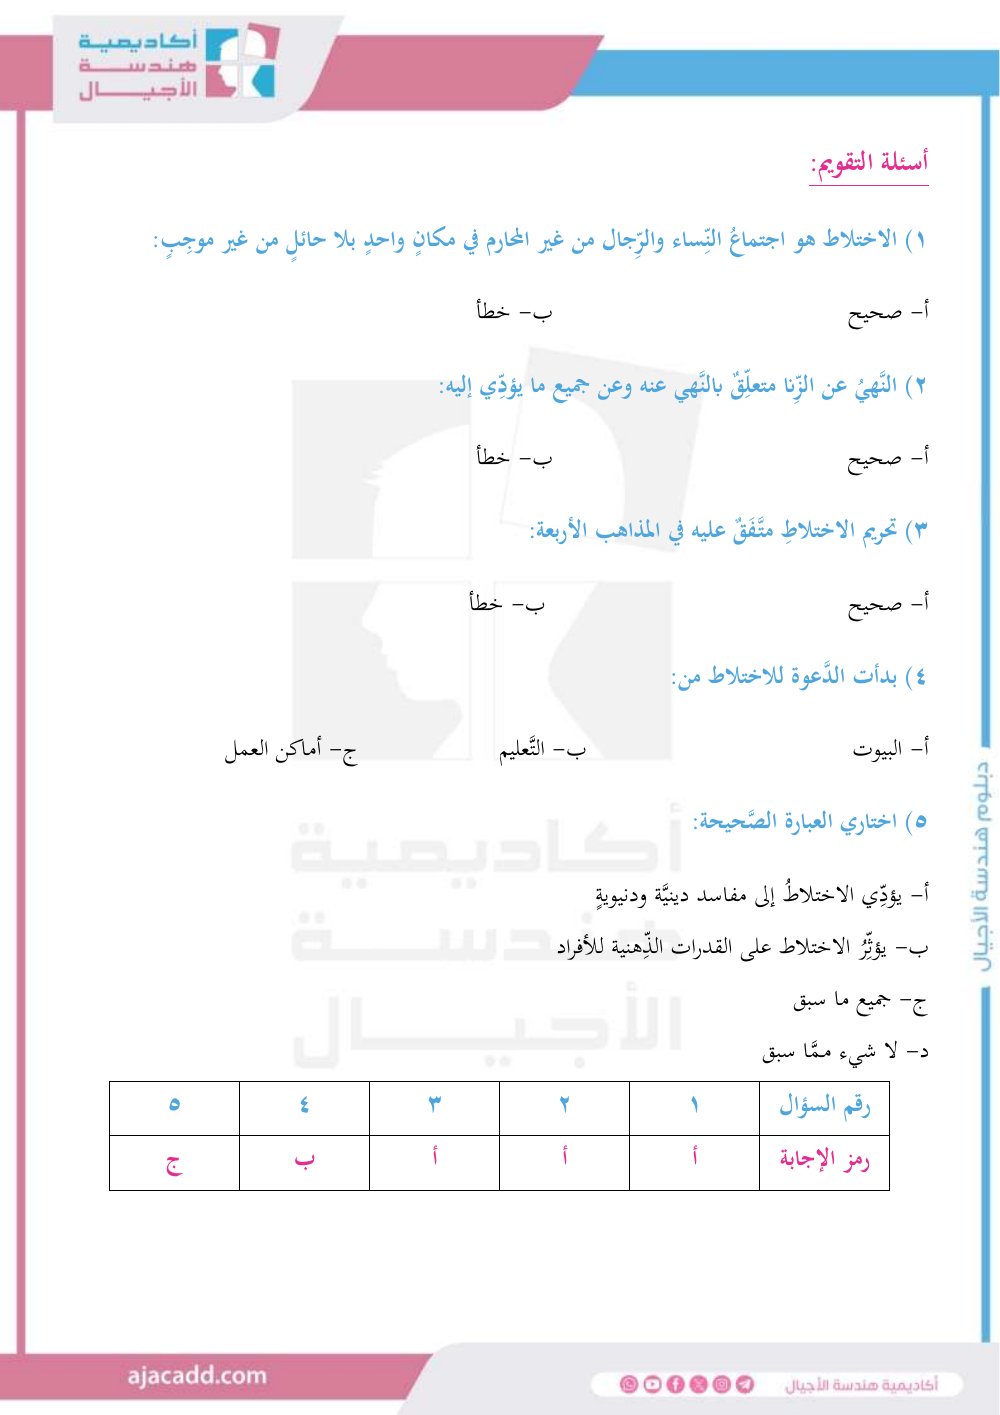 أكاديمية
هندسة
الأجيال
أسئلة التقويم:
١) الاختلاط هو اجتماعُ النِّساء والرِّجال من غير المحارم في مكانٍ واحدٍ بلا حائلٍ من غير موجِبٍ:
أ- صحيح ب- خطأ
٢) النَّهيُ عن الزِّنا متعلِّقٌ بالنَّهي عنه وعن جميع ما يؤدِّي إليه:
أ- صحيح ب- خطأ
٣) تحريم الاختلاطِ متَّفَقٌ عليه في المذاهب الأربعة:
أ- صحيح ب- خطأ
٤) بدأت الدَّعوة للاختلاط من:
أ- البيوت ب- التَّعليم ج- أماكن العمل
٥) اختاري العبارة الصَّحيحة:
أ- يؤدِّي الاختلاطُ إلى مفاسد دينيَّة ودنيويةٍ
ب- يؤثِّرُ الاختلاط على القدرات الذِّهنية للأفراد
ج- جميع ما سبق
د- لا شيء ممَّا سبق
رقم السؤال ١ ٢ ٣ ٤ ٥
رمز الإجابة أ أ أ ب ج
أكاديمية
هندسة
الأجيال
دبلوم هندسة الأجيال
أكاديمية هندسة الأجيال
ajacadd.com